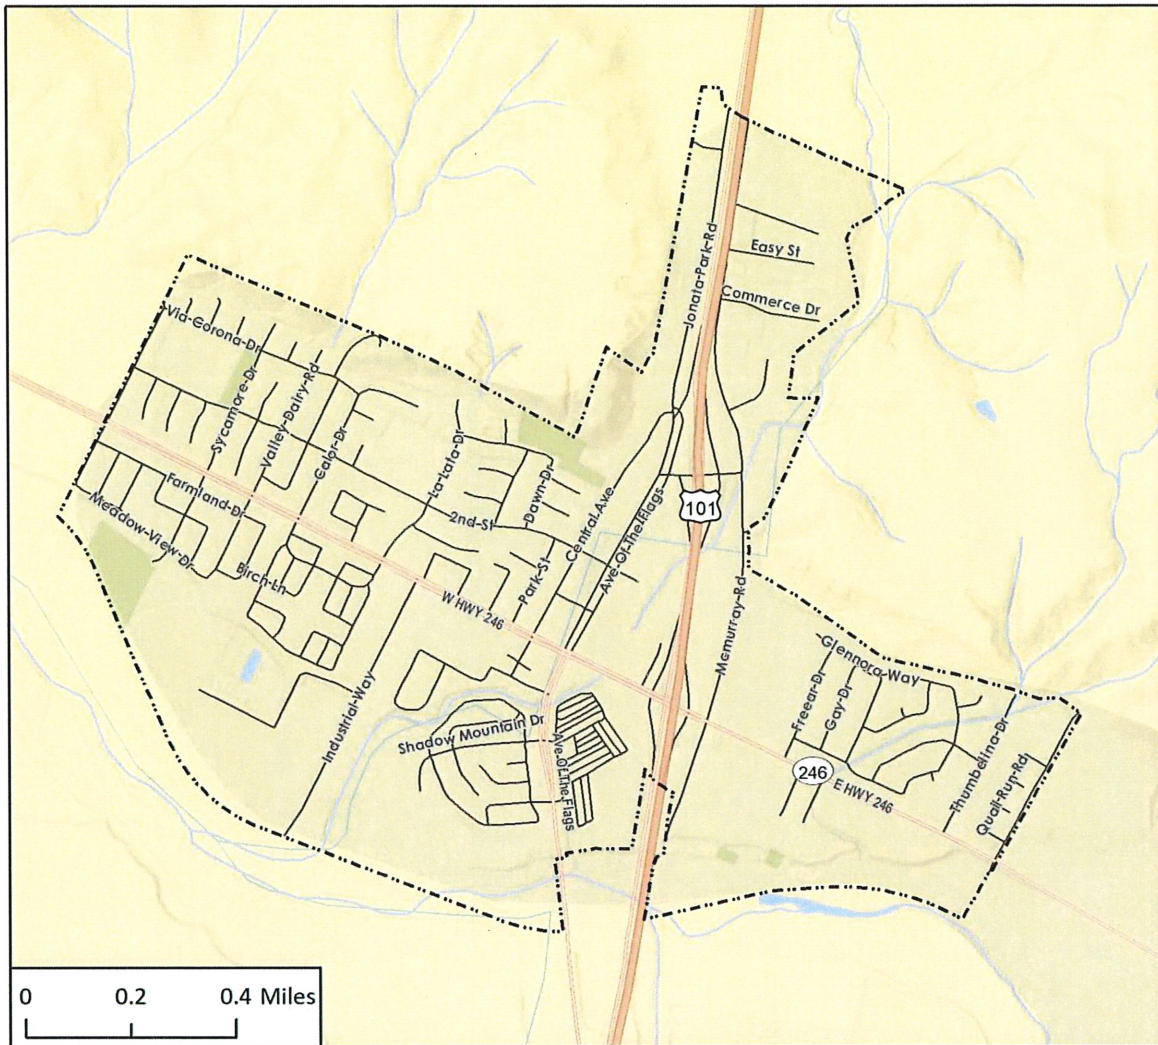 Easy St
Jonata-Park-Rd
Commerce Dr
Via-Corona-Dr
Sycamore-Dr
Valley-Dairy-Rd
Calor-Dr
La-Lata-Dr
Dawn-Dr
Central-Ave
Ave-Of-The-Flags
101
Farmland-Dr
2nd-St
Meadow-View-Dr
Birch-Ln
Park-St
W HWY 246
Mcmurray-Rd
Glennora-Way
Freear-Dr
Gay-Dr
Industrial-Way
Shadow Mountain Dr
Ave-Of-The-Flags
246
E HWY 246
Thumbelina-Dr
Quail-Run-Rd
0 0.2 0.4 Miles